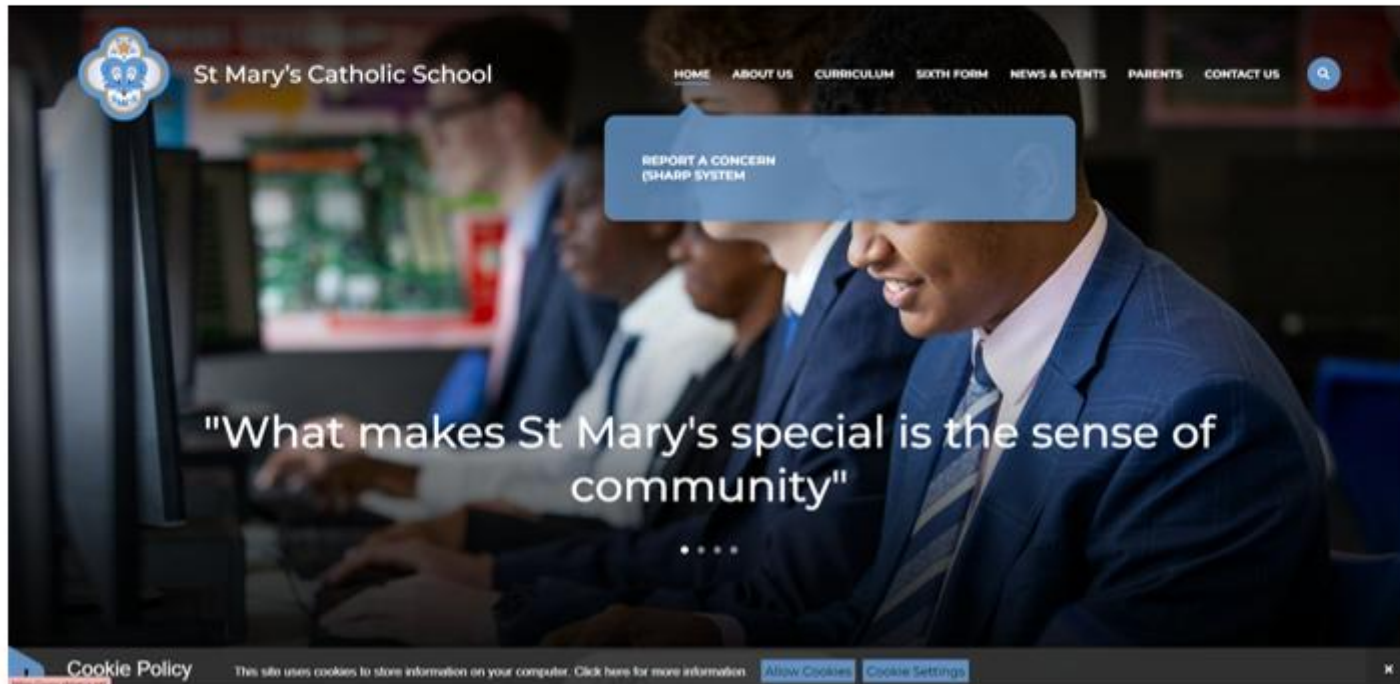 St Mary's Catholic School
HOME ABOUT US CURRICULUM SIXTH FORM NEWS & EVENTS PARENTS CONTACT US
REPORT A CONCERN
(SHARP SYSTEM
"What makes St Mary's special is the sense of
community"
Cookie Policy This site uses cookies to store information on your computer. Click here for more information Allow Cookies Cookie Settings